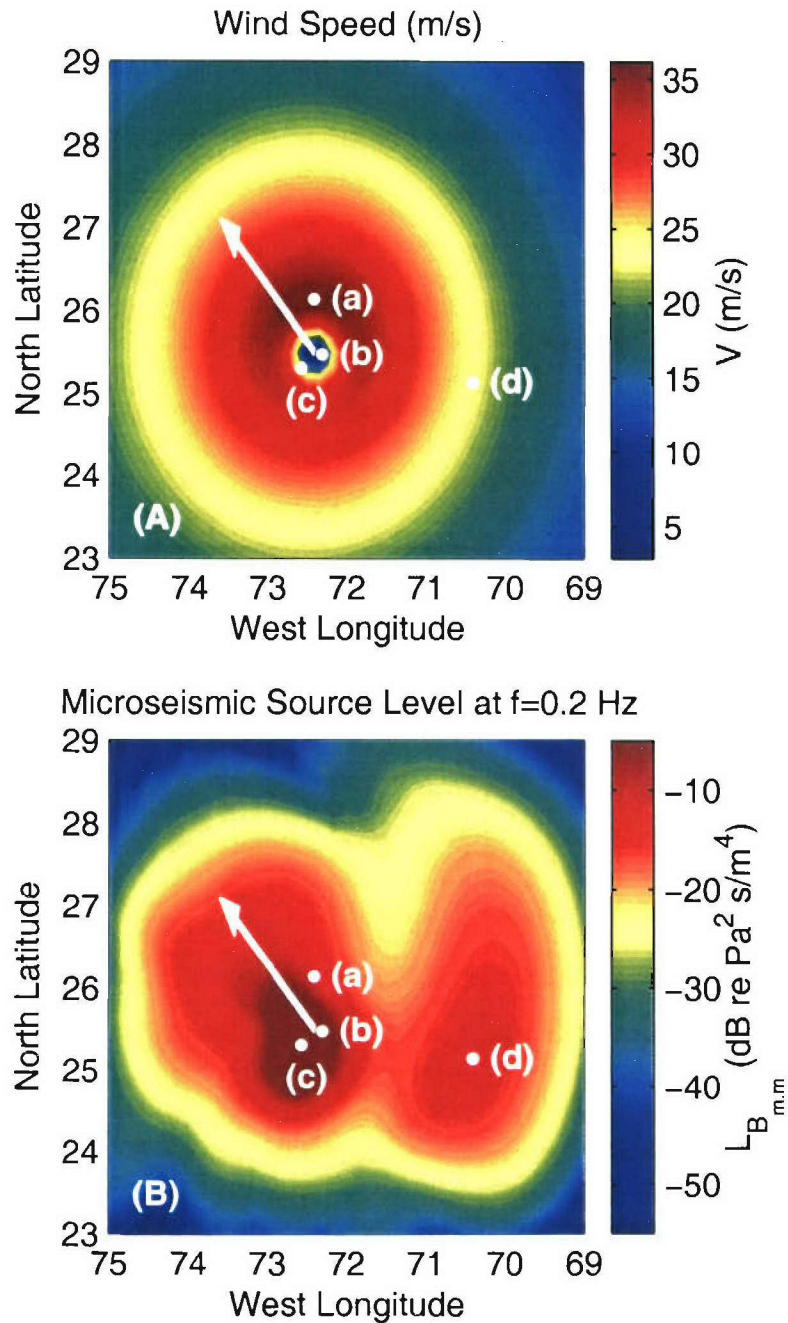 Wind Speed (m/s)
29
28
27
26
25
24
23
75 74 73 72 71 70 69
North Latitude
West Longitude
(a)
(b)
(c)
(d)
(A)
35
30
25
20
15
10
5
V (m/s)
Microseismic Source Level at f=0.2 Hz
29
28
27
26
25
24
23
75 74 73 72 71 70 69
North Latitude
West Longitude
(a)
(b)
(c)
(d)
(B)
−10
−20
−30
−40
−50
L_B_m,m (dB re Pa² s/m⁴)